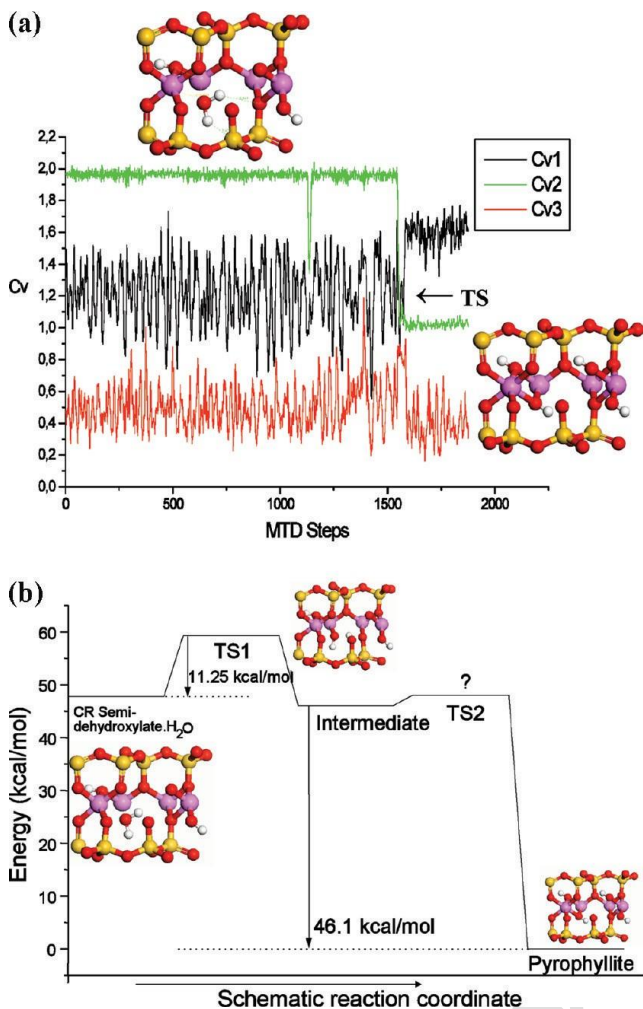 (a)
2,2
2,0
1,8
1,6
1,4
1,2
1,0
0,8
0,6
0,4
0,2
0,0
Cv
Cv1
Cv2
Cv3
← TS
0
500
1000
1500
2000
MTD Steps
(b)
60
50
40
30
20
10
0
Energy (kcal/mol)
TS1
11.25 kcal/mol
CR Semi-
dehydroxylate.H₂O
Intermediate
?
TS2
46.1 kcal/mol
Pyrophyllite
Schematic reaction coordinate